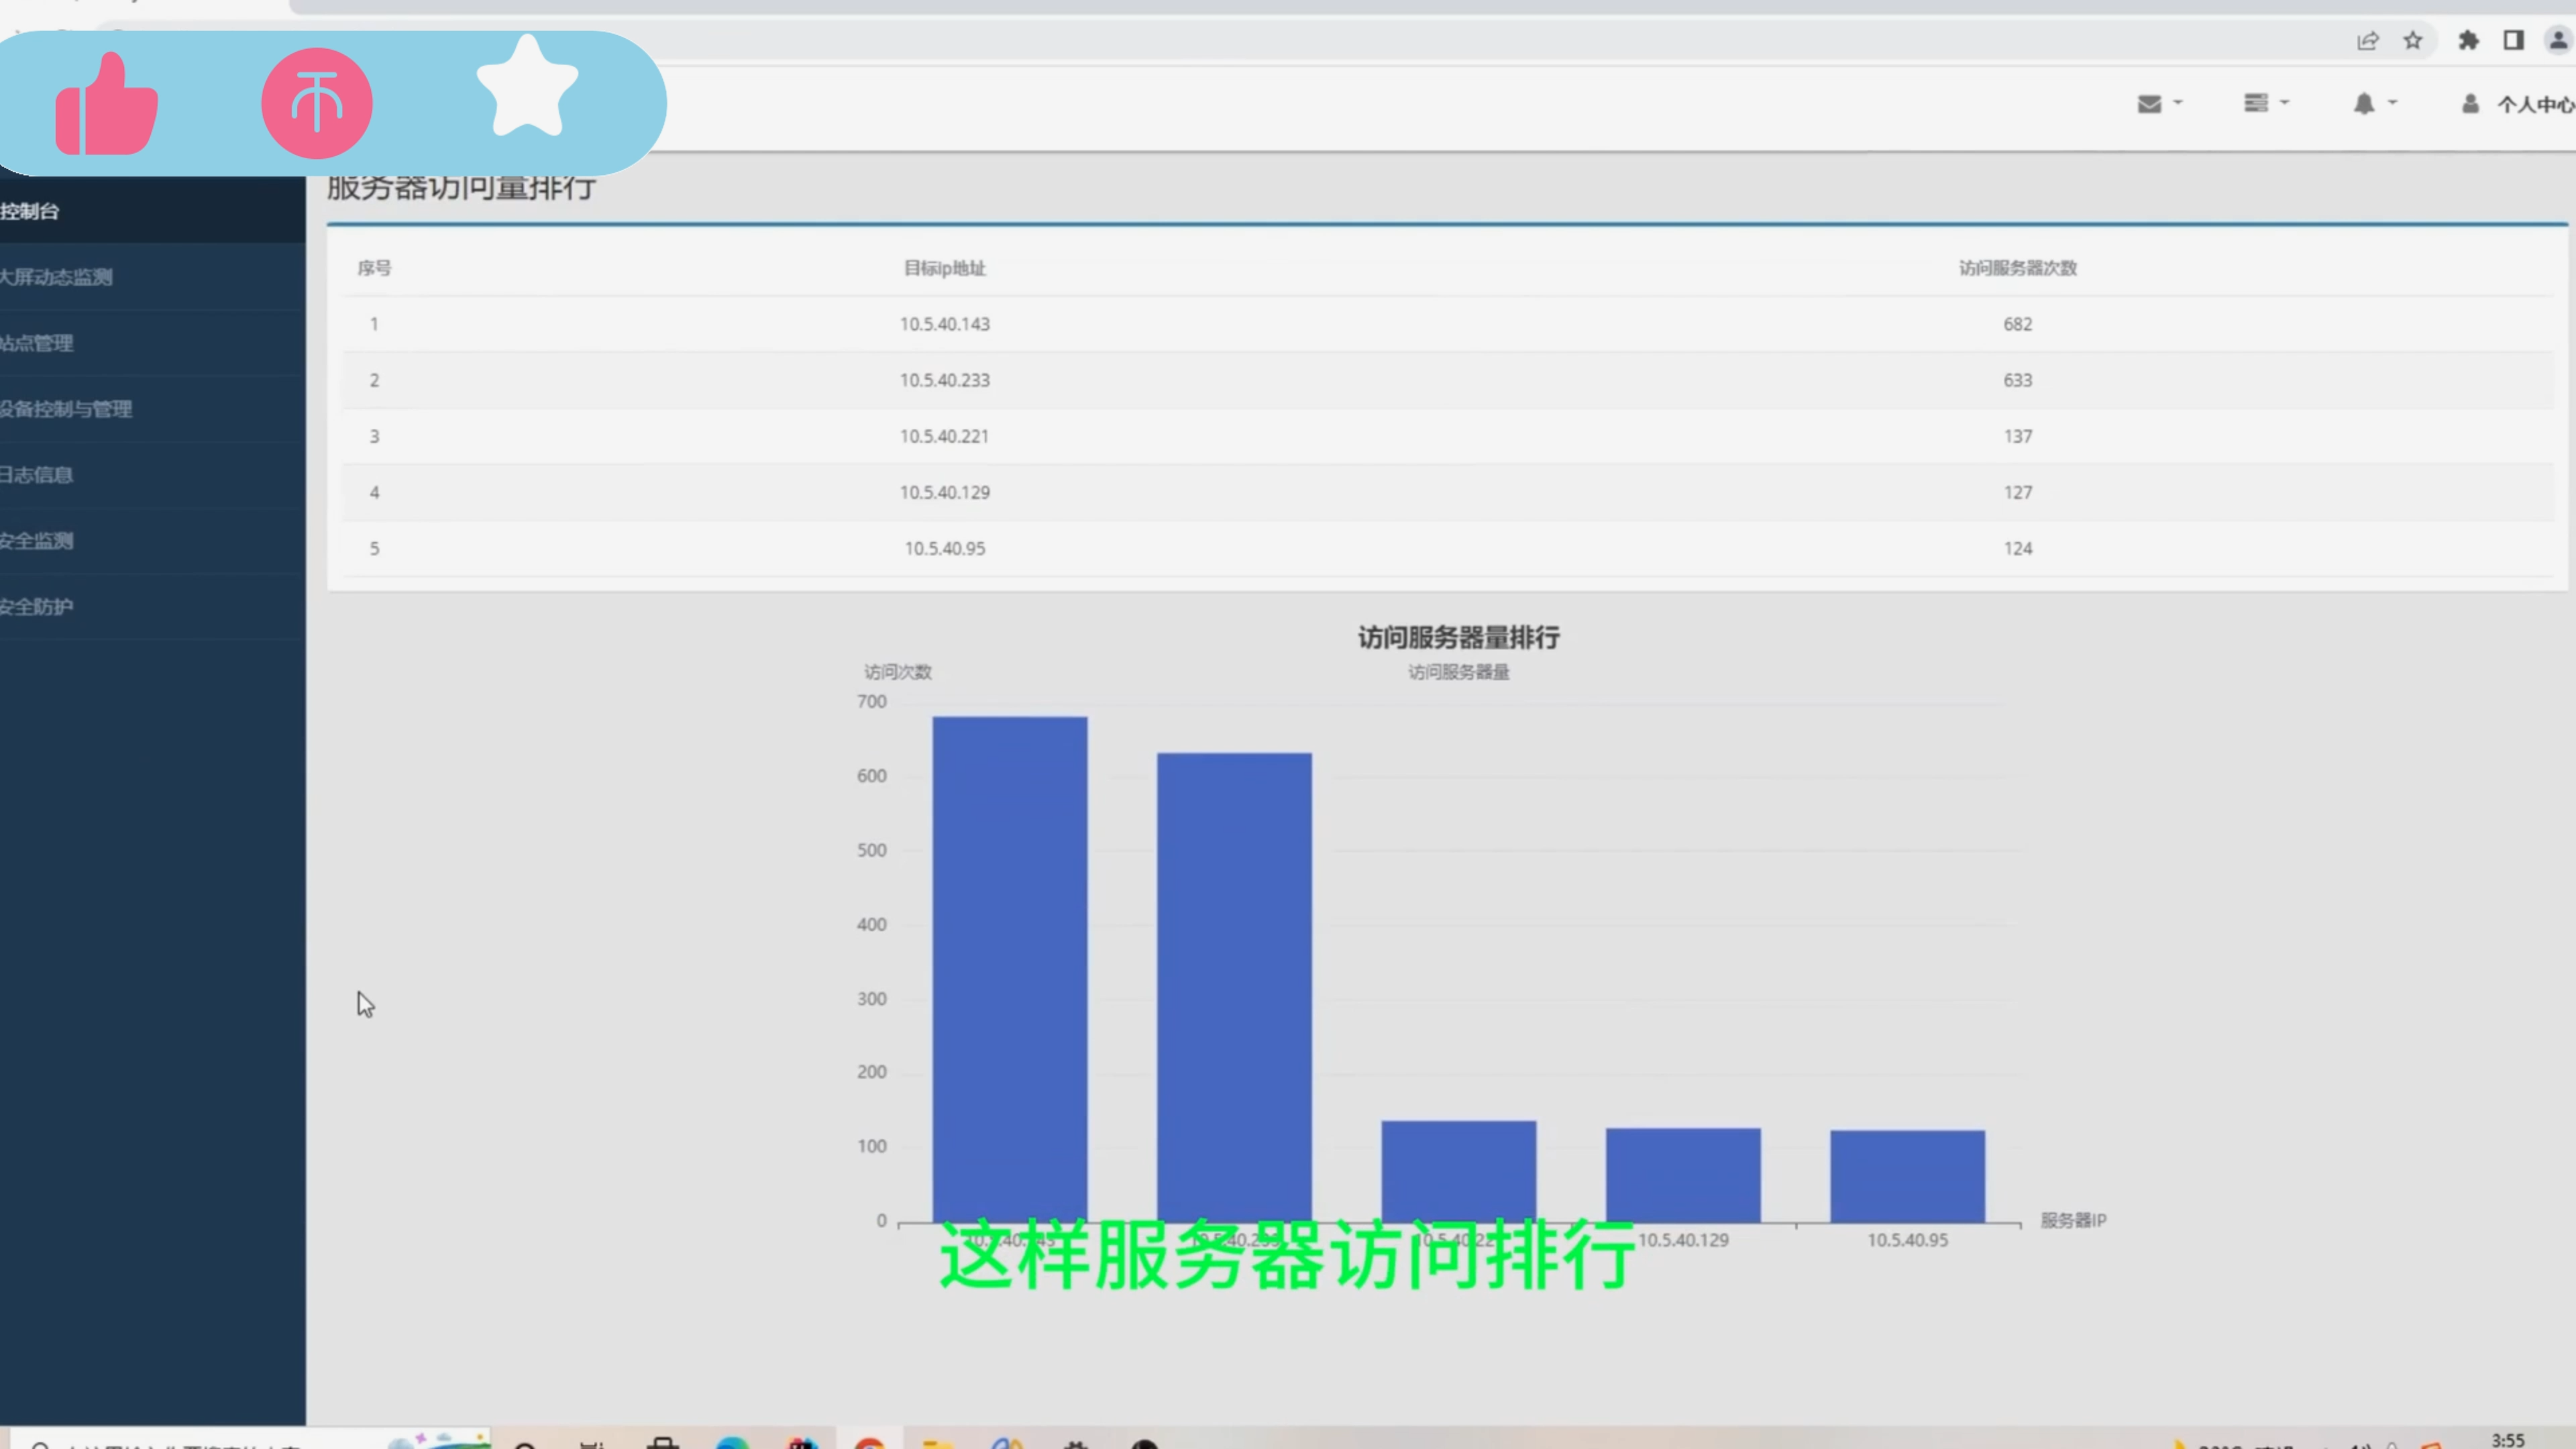 个人中心
服务器访问量排行
控制台
大屏动态监测
站点管理
设备控制与管理
日志信息
安全监测
安全防护
序号 目标ip地址 访问服务器次数
1 10.5.40.143 682
2 10.5.40.233 633
3 10.5.40.221 137
4 10.5.40.129 127
5 10.5.40.95 124
访问服务器量排行
访问次数 访问服务器量
700
600
500
400
300
200
100
0
服务器IP
10.5.40.129 10.5.40.95
这样服务器访问排行
3:55